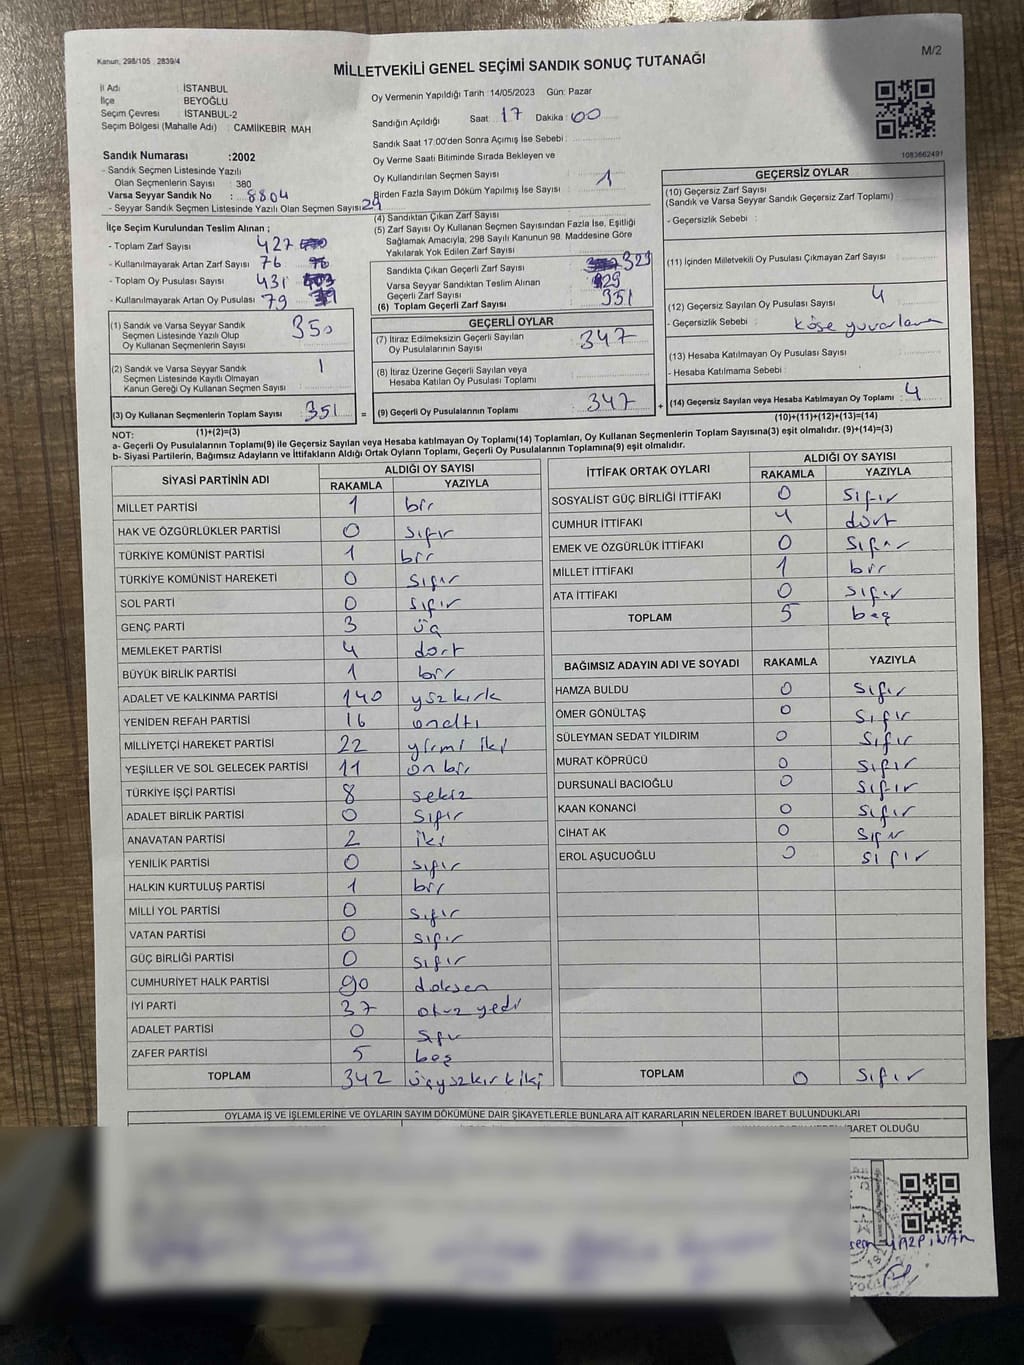 Kanun, 298/105 , 2839/4
M/2
MİLLETVEKİLİ GENEL SEÇİMİ SANDIK SONUÇ TUTANAĞI
İl Adı : İSTANBUL
İlçe BEYOĞLU
Seçim Çevresi : İSTANBUL-2
Seçim Bölgesi (Mahalle Adı) : CAMİİKEBİR MAH
Sandık Numarası :2002
- Sandık Seçmen Listesinde Yazılı
Olan Seçmenlerin Sayısı : 380
Varsa Seyyar Sandık No : 8804
- Seyyar Sandık Seçmen Listesinde Yazılı Olan Seçmen Sayısı: 29
Oy Vermenin Yapıldığı Tarih :14/05/2023 Gün: Pazar
Sandığın Açıldığı Saat : 17 Dakika : 00
Sandık Saat 17:00'den Sonra Açımış İse Sebebi :
Oy Verme Saati Bitiminde Sırada Bekleyen ve
Oy Kullandırılan Seçmen Sayısı : 1
Birden Fazla Sayım Döküm Yapılmış İse Sayısı :
1083662491
İlçe Seçim Kurulundan Teslim Alınan ;
- Toplam Zarf Sayısı : 427
- Kullanılmayarak Artan Zarf Sayısı : 76
- Toplam Oy Pusulası Sayısı : 431
- Kullanılmayarak Artan Oy Pusulası : 79
(4) Sandıktan Çıkan Zarf Sayısı :
(5) Zarf Sayısı Oy Kullanan Seçmen Sayısından Fazla İse, Eşitliği
Sağlamak Amacıyla, 298 Sayılı Kanunun 98. Maddesine Göre
Yakılarak Yok Edilen Zarf Sayısı :
Sandıkta Çıkan Geçerli Zarf Sayısı : 323
Varsa Seyyar Sandıktan Teslim Alınan
Geçerli Zarf Sayısı : 29
(6) Toplam Geçerli Zarf Sayısı : 351
GEÇERSİZ OYLAR
(10) Geçersiz Zarf Sayısı
(Sandık ve Varsa Seyyar Sandık Geçersiz Zarf Toplamı) :
- Geçersizlik Sebebi :
(11) İçinden Milletvekili Oy Pusulası Çıkmayan Zarf Sayısı :
(12) Geçersiz Sayılan Oy Pusulası Sayısı : 4
- Geçersizlik Sebebi : Köşe yuvarlama
(13) Hesaba Katılmayan Oy Pusulası Sayısı :
- Hesaba Katılmama Sebebi :
(14) Geçersiz Sayılan veya Hesaba Katılmayan Oy Toplamı : 4
(10)+(11)+(12)+(13)=(14)
(1) Sandık ve Varsa Seyyar Sandık
Seçmen Listesinde Yazılı Olup
Oy Kullanan Seçmenlerin Sayısı : 350
(2) Sandık ve Varsa Seyyar Sandık
Seçmen Listesinde Kayıtlı Olmayan
Kanun Gereği Oy Kullanan Seçmen Sayısı : 1
(3) Oy Kullanan Seçmenlerin Toplam Sayısı : 351 =
(1)+(2)=(3)
GEÇERLİ OYLAR
(7) İtiraz Edilmeksizin Geçerli Sayılan
Oy Pusulalarının Sayısı : 347
(8) İtiraz Üzerine Geçerli Sayılan veya
Hesaba Katılan Oy Pusulası Toplamı :
(9) Geçerli Oy Pusulalarının Toplamı : 347 +
NOT:
a- Geçerli Oy Pusulalarının Toplamı(9) ile Geçersiz Sayılan veya Hesaba katılmayan Oy Toplamı(14) Toplamları, Oy Kullanan Seçmenlerin Toplam Sayısına(3) eşit olmalıdır. (9)+(14)=(3)
b- Siyasi Partilerin, Bağımsız Adayların ve İttifakların Aldığı Ortak Oyların Toplamı, Geçerli Oy Pusulalarının Toplamına(9) eşit olmalıdır.
SİYASİ PARTİNİN ADI ALDIĞI OY SAYISI
RAKAMLA YAZIYLA
MİLLET PARTİSİ 1 bir
HAK VE ÖZGÜRLÜKLER PARTİSİ 0 sıfır
TÜRKİYE KOMÜNİST PARTİSİ 1 bir
TÜRKİYE KOMÜNİST HAREKETİ 0 sıfır
SOL PARTİ 0 sıfır
GENÇ PARTİ 3 üç
MEMLEKET PARTİSİ 4 dört
BÜYÜK BİRLİK PARTİSİ 1 bir
ADALET VE KALKINMA PARTİSİ 140 yüzkırk
YENİDEN REFAH PARTİSİ 16 onaltı
MİLLİYETÇİ HAREKET PARTİSİ 22 yirmi iki
YEŞİLLER VE SOL GELECEK PARTİSİ 11 on bir
TÜRKİYE İŞÇİ PARTİSİ 8 sekiz
ADALET BİRLİK PARTİSİ 0 sıfır
ANAVATAN PARTİSİ 2 iki
YENİLİK PARTİSİ 0 sıfır
HALKIN KURTULUŞ PARTİSİ 1 bir
MİLLİ YOL PARTİSİ 0 sıfır
VATAN PARTİSİ 0 sıfır
GÜÇ BİRLİĞİ PARTİSİ 0 sıfır
CUMHURİYET HALK PARTİSİ 90 doksan
İYİ PARTİ 37 otuz yedi
ADALET PARTİSİ 0 sıfır
ZAFER PARTİSİ 5 beş
TOPLAM 342 üçyüzkırkiki
İTTİFAK ORTAK OYLARI ALDIĞI OY SAYISI
RAKAMLA YAZIYLA
SOSYALİST GÜÇ BİRLİĞİ İTTİFAKI 0 sıfır
CUMHUR İTTİFAKI 4 dört
EMEK VE ÖZGÜRLÜK İTTİFAKI 0 sıfır
MİLLET İTTİFAKI 1 bir
ATA İTTİFAKI 0 sıfır
TOPLAM 5 beş
BAĞIMSIZ ADAYIN ADI VE SOYADI RAKAMLA YAZIYLA
HAMZA BULDU 0 sıfır
ÖMER GÖNÜLTAŞ 0 sıfır
SÜLEYMAN SEDAT YILDIRIM 0 sıfır
MURAT KÖPRÜCÜ 0 sıfır
DURSUNALİ BACIOĞLU 0 sıfır
KAAN KONANCİ 0 sıfır
CİHAT AK 0 sıfır
EROL AŞUCUOĞLU 0 sıfır
TOPLAM 0 sıfır
OYLAMA İŞ VE İŞLEMLERİNE VE OYLARIN SAYIM DÖKÜMÜNE DAİR ŞİKAYETLERLE BUNLARA AİT KARARLARIN NELERDEN İBARET BULUNDUKLARI
İBARET OLDUĞU